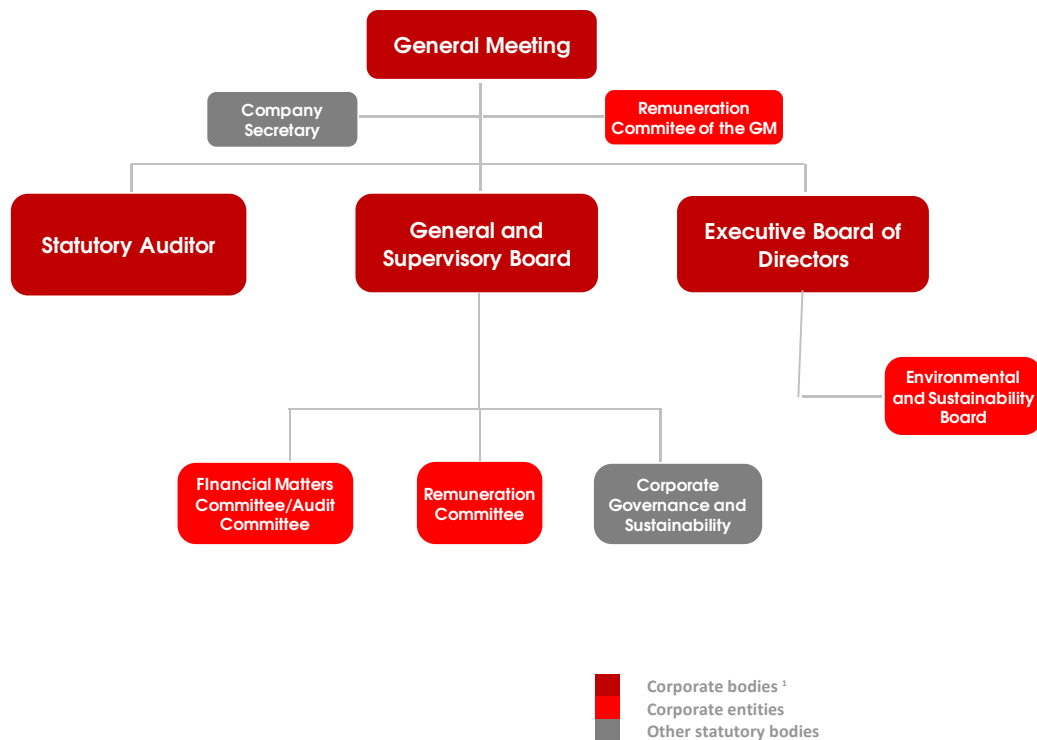 General Meeting
Company
Secretary
Remuneration
Commitee of the GM
Statutory Auditor
General and
Supervisory Board
Executive Board of
Directors
Environmental
and Sustainability
Board
FInancial Matters
Committee/Audit
Committee
Remuneration
Committee
Corporate
Governance and
Sustainability
Corporate bodies ¹
Corporate entities
Other statutory bodies